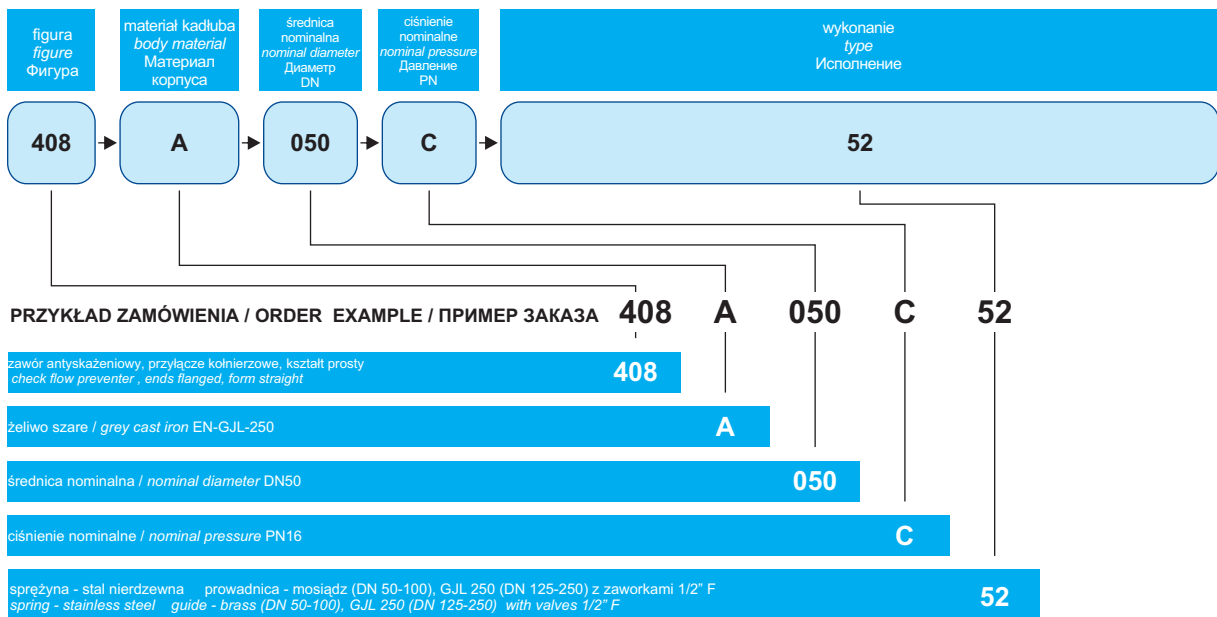 figura
figure
Фигура
materiał kadłuba
body material
Материал
корпуса
średnica
nominalna
nominal diameter
Диаметр
DN
ciśnienie
nominalne
nominal pressure
Давление
PN
wykonanie
type
Исполнение
408
A
050
C
52
PRZYKŁAD ZAMÓWIENIA / ORDER EXAMPLE / ПРИМЕР ЗАКАЗА 408 A 050 C 52
zawór antyskażeniowy, przyłącze kołnierzowe, kształt prosty
check flow preventer , ends flanged, form straight
408
żeliwo szare / grey cast iron EN-GJL-250 A
średnica nominalna / nominal diameter DN50 050
ciśnienie nominalne / nominal pressure PN16 C
sprężyna - stal nierdzewna prowadnica - mosiądz (DN 50-100), GJL 250 (DN 125-250) z zaworkami 1/2" F
spring - stainless steel guide - brass (DN 50-100), GJL 250 (DN 125-250) with valves 1/2" F
52